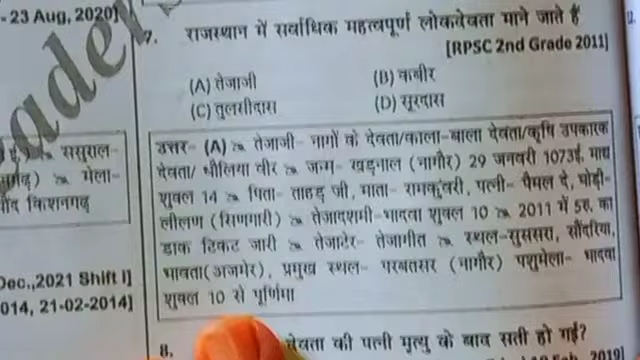 - 23 Aug, 2020]
7. राजस्थान में सर्वाधिक महत्वपूर्ण लोकदेवता माने जाते हैं
[RPSC 2nd Grade 2011]
(A) तेजाजी (B) कबीर
(C) तुलसीदास (D) सूरदास
उत्तर- (A) तेजाजी- नागों के देवता/काला-बाला देवता/कृषि उपकारक
देवता/ धौलिया वीर जन्म- खड़नाल (नागौर) 29 जनवरी 1073ई, माघ
शुक्ल 14 पिता- ताहड़ जी, माता- रामकुंवरी, पत्नी- पैमल दे, घोड़ी-
लीलण (सिणगारी) तेजादशमी- भादवा शुक्ल 10 2011 में 5रु. का
डाक टिकट जारी तेजाटेर- तेजागीत स्थल- सुरसरा, सौंदरिया,
भावता(अजमेर), प्रमुख स्थल- परबतसर (नागौर) पशुमेला- भादवा
शुक्ल 10 से पूर्णिमा
ससुराल-
मेला-
किशनगढ़
Dec.,2021 Shift I]
014, 21-02-2014]
8. देवता की पत्नी मृत्यु के बाद सती हो गई?
2019]